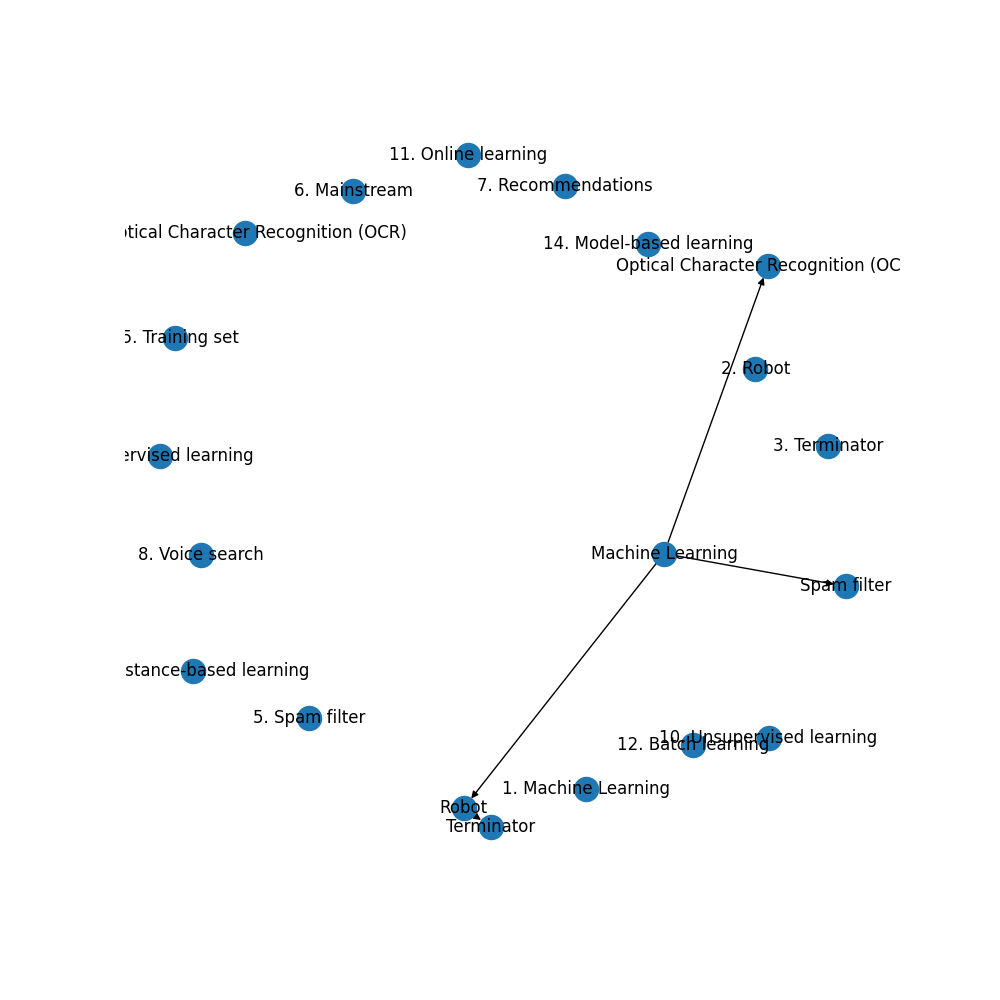 11. Online learning
6. Mainstream
7. Recommendations
ptical Character Recognition (OCR)
14. Model-based learning
Optical Character Recognition (OC
5. Training set
2. Robot
3. Terminator
ervised learning
8. Voice search
Machine Learning
Spam filter
stance-based learning
5. Spam filter
10. Unsupervised learning
12. Batch learning
1. Machine Learning
Robot
Terminator